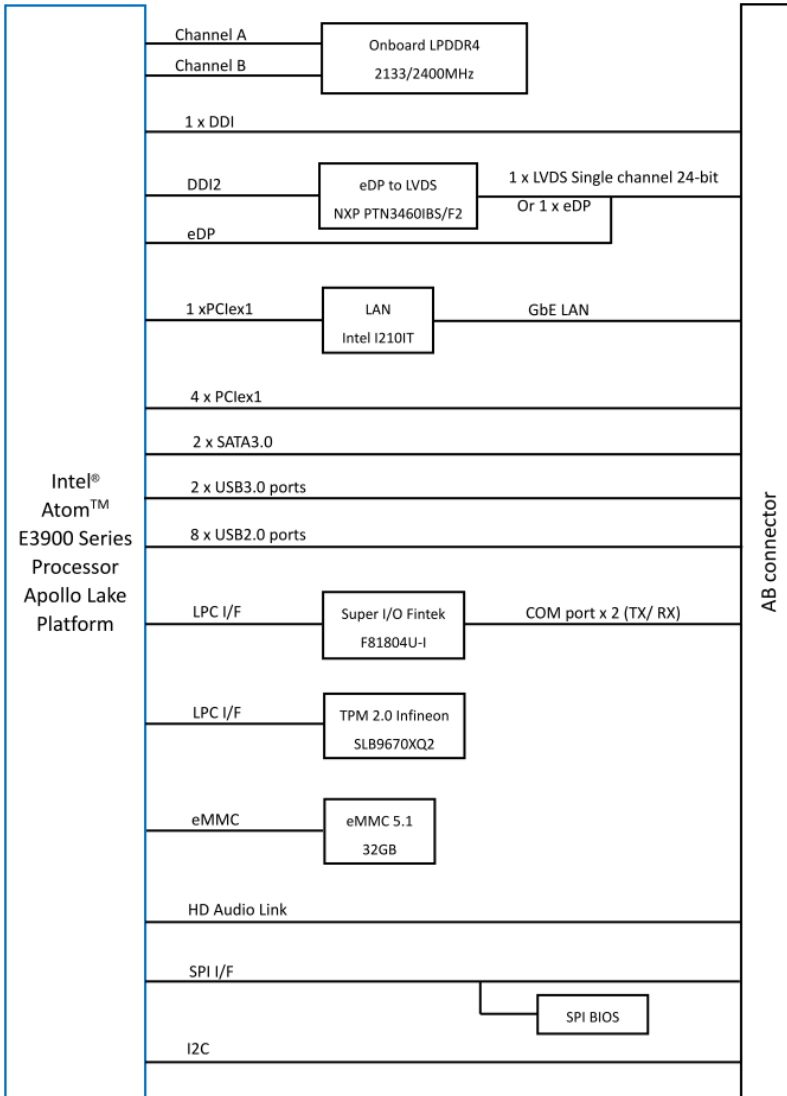 Channel A
Channel B
Onboard LPDDR4
2133/2400MHz
1 x DDI
DDI2
eDP to LVDS
NXP PTN3460IBS/F2
1 x LVDS Single channel 24-bit
Or 1 x eDP
eDP
1 xPCIex1
LAN
Intel I210IT
GbE LAN
4 x PCIex1
2 x SATA3.0
2 x USB3.0 ports
8 x USB2.0 ports
Intel®
Atom™
E3900 Series
Processor
Apollo Lake
Platform
AB connector
LPC I/F
Super I/O Fintek
F81804U-I
COM port x 2 (TX/ RX)
LPC I/F
TPM 2.0 Infineon
SLB9670XQ2
eMMC
eMMC 5.1
32GB
HD Audio Link
SPI I/F
SPI BIOS
I2C